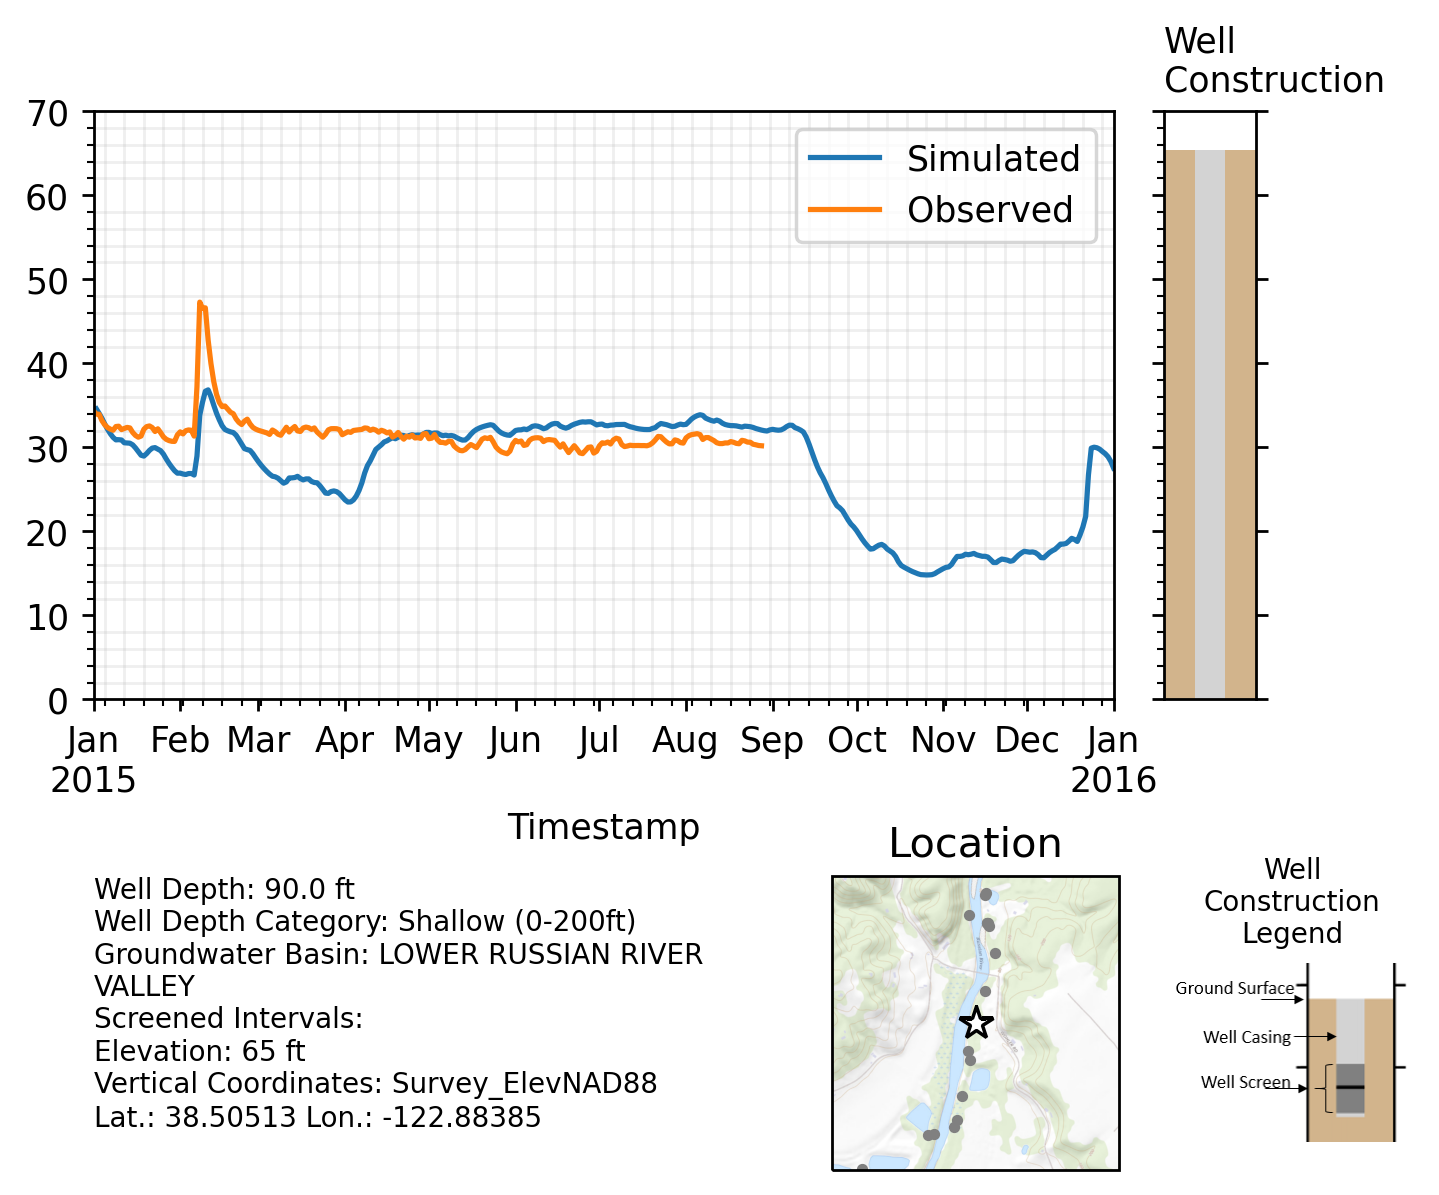 Well
Construction
70
60
50
40
30
20
10
0
Simulated
Observed
Jan Feb Mar Apr May Jun Jul Aug Sep Oct Nov Dec Jan
2015 2016
Timestamp
Well Depth: 90.0 ft
Well Depth Category: Shallow (0-200ft)
Groundwater Basin: LOWER RUSSIAN RIVER
VALLEY
Screened Intervals:
Elevation: 65 ft
Vertical Coordinates: Survey_ElevNAD88
Lat.: 38.50513 Lon.: -122.88385
Location
Well
Construction
Legend
Ground Surface
Well Casing
Well Screen